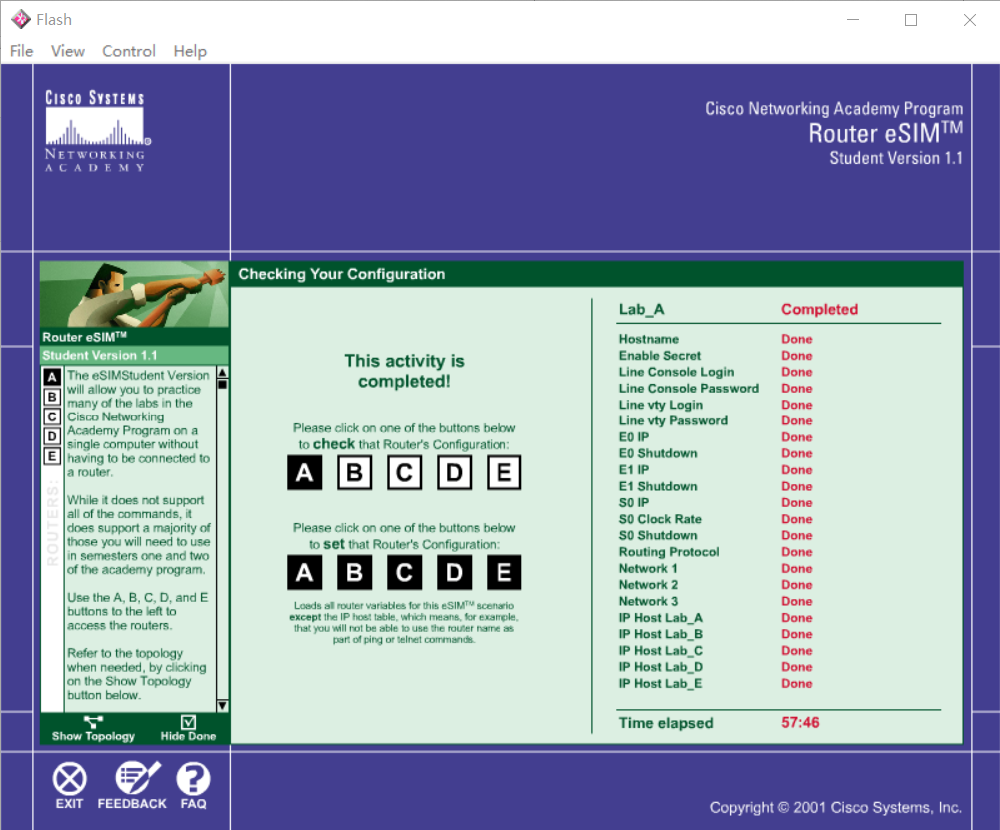 Flash
File View Control Help
CISCO SYSTEMS
NETWORKING
ACADEMY
Cisco Networking Academy Program
Router eSIM™
Student Version 1.1
Router eSIM™
Student Version 1.1
A
B
C
D
E
ROUTERS:
The eSIMStudent Version
will allow you to practice
many of the labs in the
Cisco Networking
Academy Program on a
single computer without
having to be connected to
a router.
While it does not support
all of the commands, it
does support a majority of
those you will need to use
in semesters one and two
of the academy program.
Use the A, B, C, D, and E
buttons to the left to
access the routers.
Refer to the topology
when needed, by clicking
on the Show Topology
button below.
Show Topology Hide Done
Checking Your Configuration
This activity is
completed!
Please click on one of the buttons below
to check that Router's Configuration:
A B C D E
Please click on one of the buttons below
to set that Router's Configuration:
A B C D E
Loads all router variables for this eSIM™ scenario
except the IP host table, which means, for example,
that you will not be able to use the router name as
part of ping or telnet commands.
Lab_A Completed
Hostname Done
Enable Secret Done
Line Console Login Done
Line Console Password Done
Line vty Login Done
Line vty Password Done
E0 IP Done
E0 Shutdown Done
E1 IP Done
E1 Shutdown Done
S0 IP Done
S0 Clock Rate Done
S0 Shutdown Done
Routing Protocol Done
Network 1 Done
Network 2 Done
Network 3 Done
IP Host Lab_A Done
IP Host Lab_B Done
IP Host Lab_C Done
IP Host Lab_D Done
IP Host Lab_E Done
Time elapsed 57:46
EXIT FEEDBACK FAQ
Copyright © 2001 Cisco Systems, Inc.